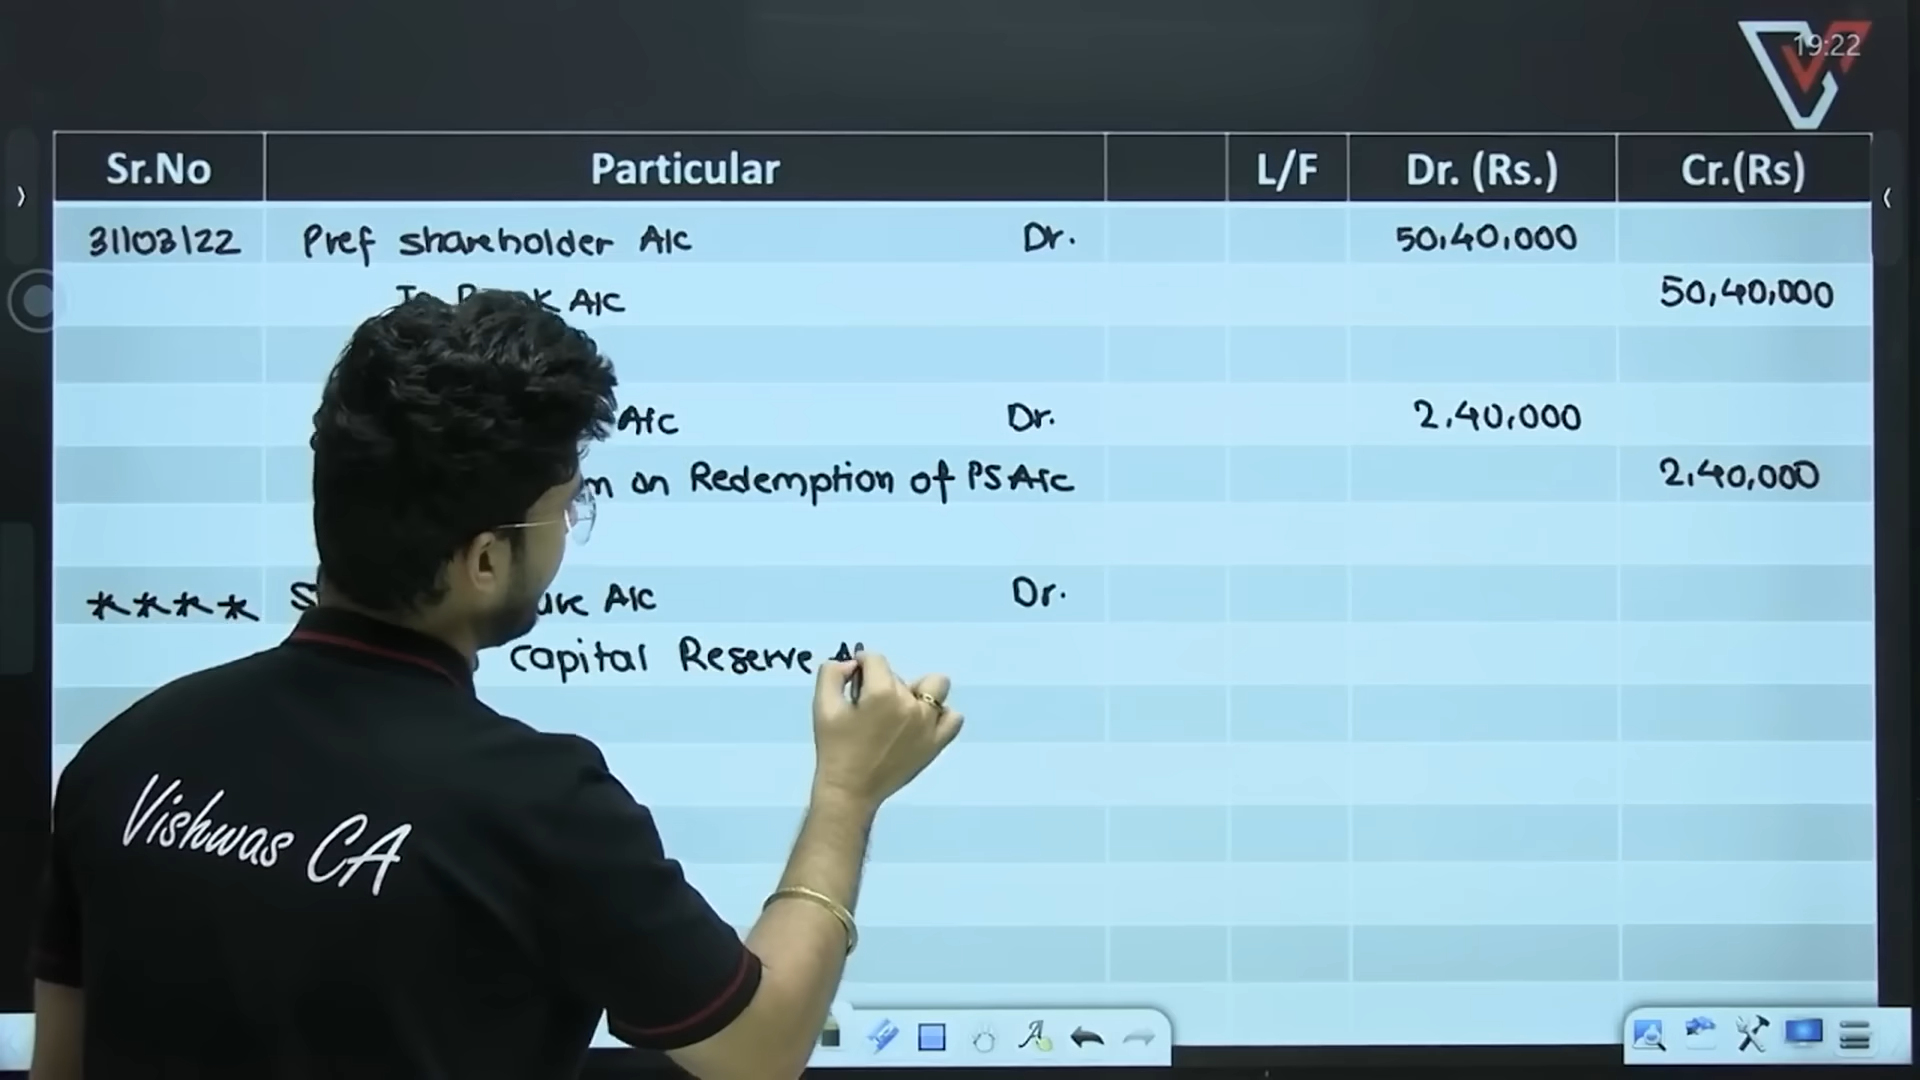 19:22
Sr.No Particular L/F Dr. (Rs.) Cr.(Rs)
31103122 Pref shareholder A/c Dr. 50,40,000
A/c 50,40,000
A/c Dr. 2,40,000
on Redemption of PS A/c 2,40,000
**** A/c Dr.
Capital Reserve
Vishwas CA